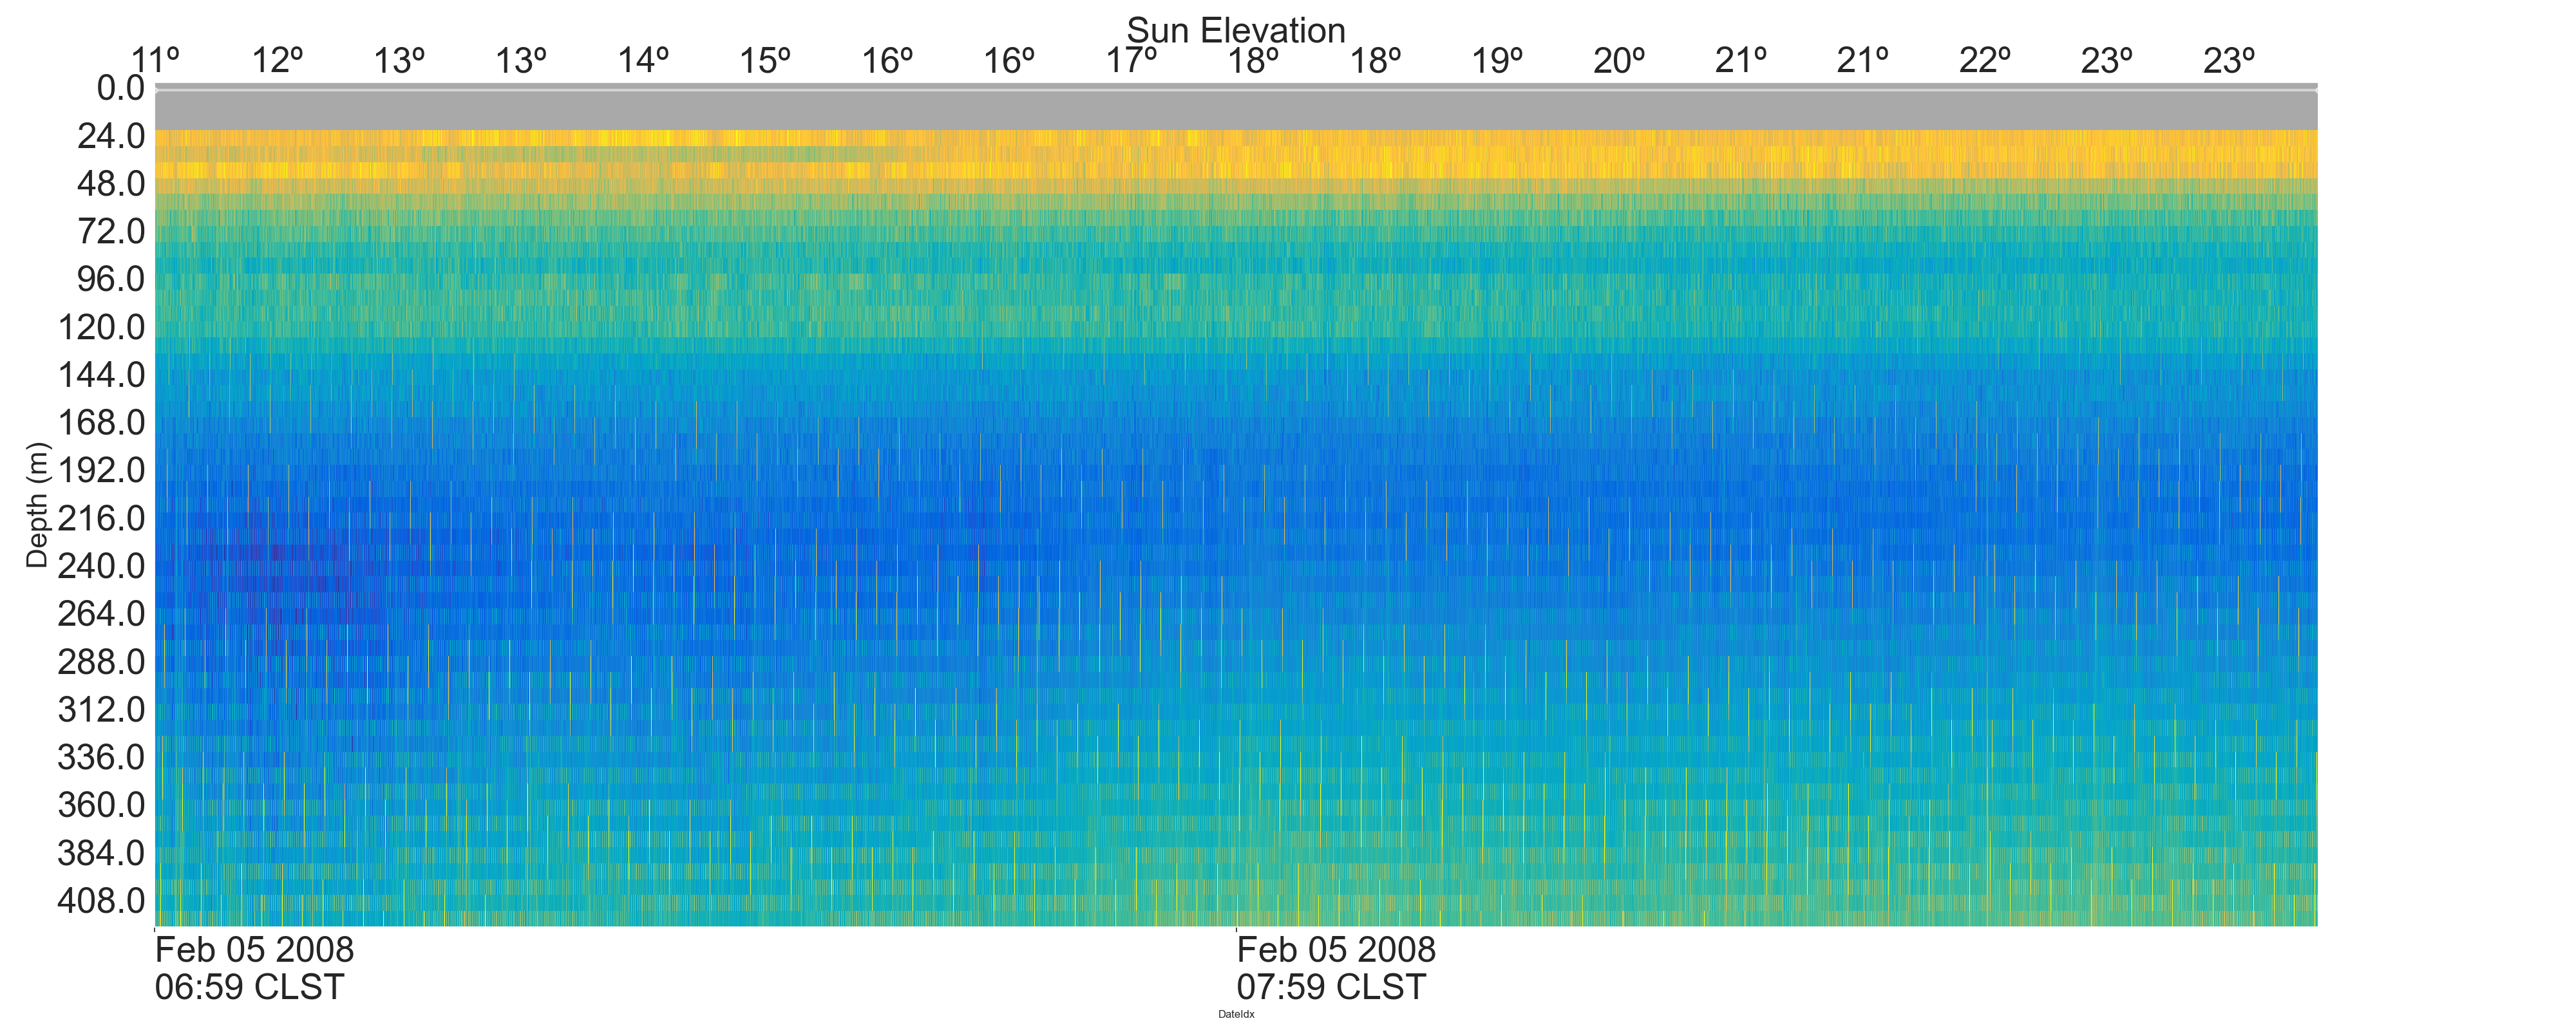 Sun Elevation
11º 12º 13º 13º 14º 15º 16º 16º 17º 18º 18º 19º 20º 21º 21º 22º 23º 23º
0.0
24.0
48.0
72.0
96.0
120.0
144.0
168.0
192.0
216.0
240.0
264.0
288.0
312.0
336.0
360.0
384.0
408.0
Depth (m)
Feb 05 2008
06:59 CLST
Feb 05 2008
07:59 CLST
DateIdx